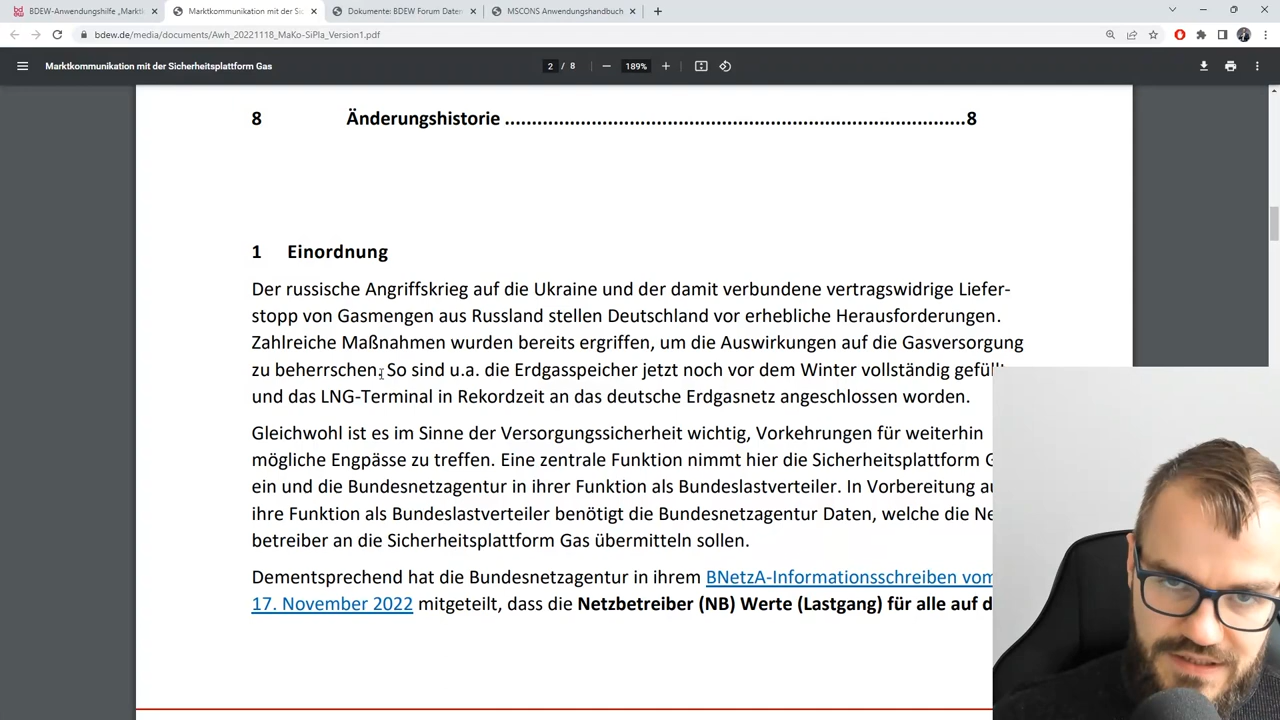 BDEW-Anwendungshilfe „Markt
Marktkommunikation mit der Sic
Dokumente: BDEW Forum Daten
MSCONS Anwendungshandbuch
bdew.de/media/documents/Awh_20221118_MaKo-SiPla_Version1.pdf
Marktkommunikation mit der Sicherheitsplattform Gas
2 / 8
189%
8 Änderungshistorie ........................................................................................8
1 Einordnung
Der russische Angriffskrieg auf die Ukraine und der damit verbundene vertragswidrige Liefer-
stopp von Gasmengen aus Russland stellen Deutschland vor erhebliche Herausforderungen.
Zahlreiche Maßnahmen wurden bereits ergriffen, um die Auswirkungen auf die Gasversorgung
zu beherrschen. So sind u.a. die Erdgasspeicher jetzt noch vor dem Winter vollständig gefüllt
und das LNG-Terminal in Rekordzeit an das deutsche Erdgasnetz angeschlossen worden.
Gleichwohl ist es im Sinne der Versorgungssicherheit wichtig, Vorkehrungen für weiterhin
mögliche Engpässe zu treffen. Eine zentrale Funktion nimmt hier die Sicherheitsplattform G
ein und die Bundesnetzagentur in ihrer Funktion als Bundeslastverteiler. In Vorbereitung au
ihre Funktion als Bundeslastverteiler benötigt die Bundesnetzagentur Daten, welche die Ne
betreiber an die Sicherheitsplattform Gas übermitteln sollen.
Dementsprechend hat die Bundesnetzagentur in ihrem BNetzA-Informationsschreiben vom
17. November 2022 mitgeteilt, dass die Netzbetreiber (NB) Werte (Lastgang) für alle auf d